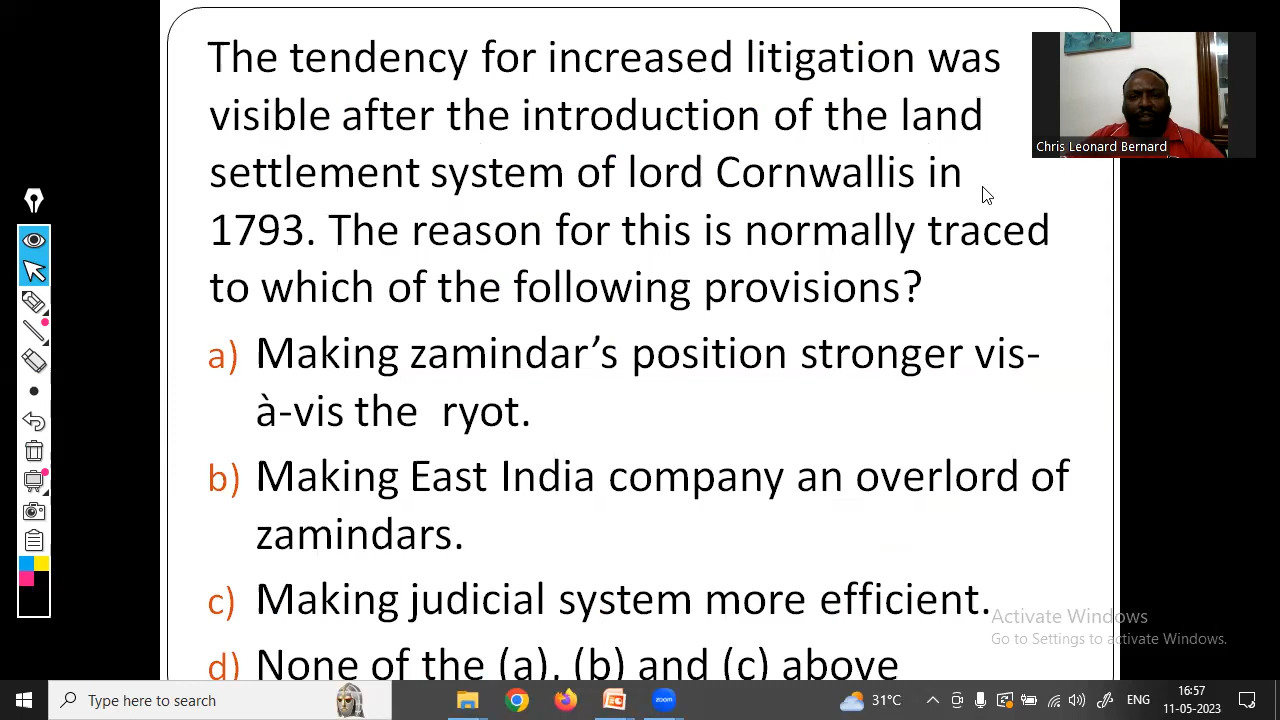 The tendency for increased litigation was
visible after the introduction of the land
settlement system of lord Cornwallis in
1793. The reason for this is normally traced
to which of the following provisions?
a) Making zamindar’s position stronger vis-
à-vis the ryot.
b) Making East India company an overlord of
zamindars.
c) Making judicial system more efficient.
d) None of the (a), (b) and (c) above
Chris Leonard Bernard
Activate Windows
Go to Settings to activate Windows.
Type here to search
31°C
ENG
16:57
11-05-2023
zoom